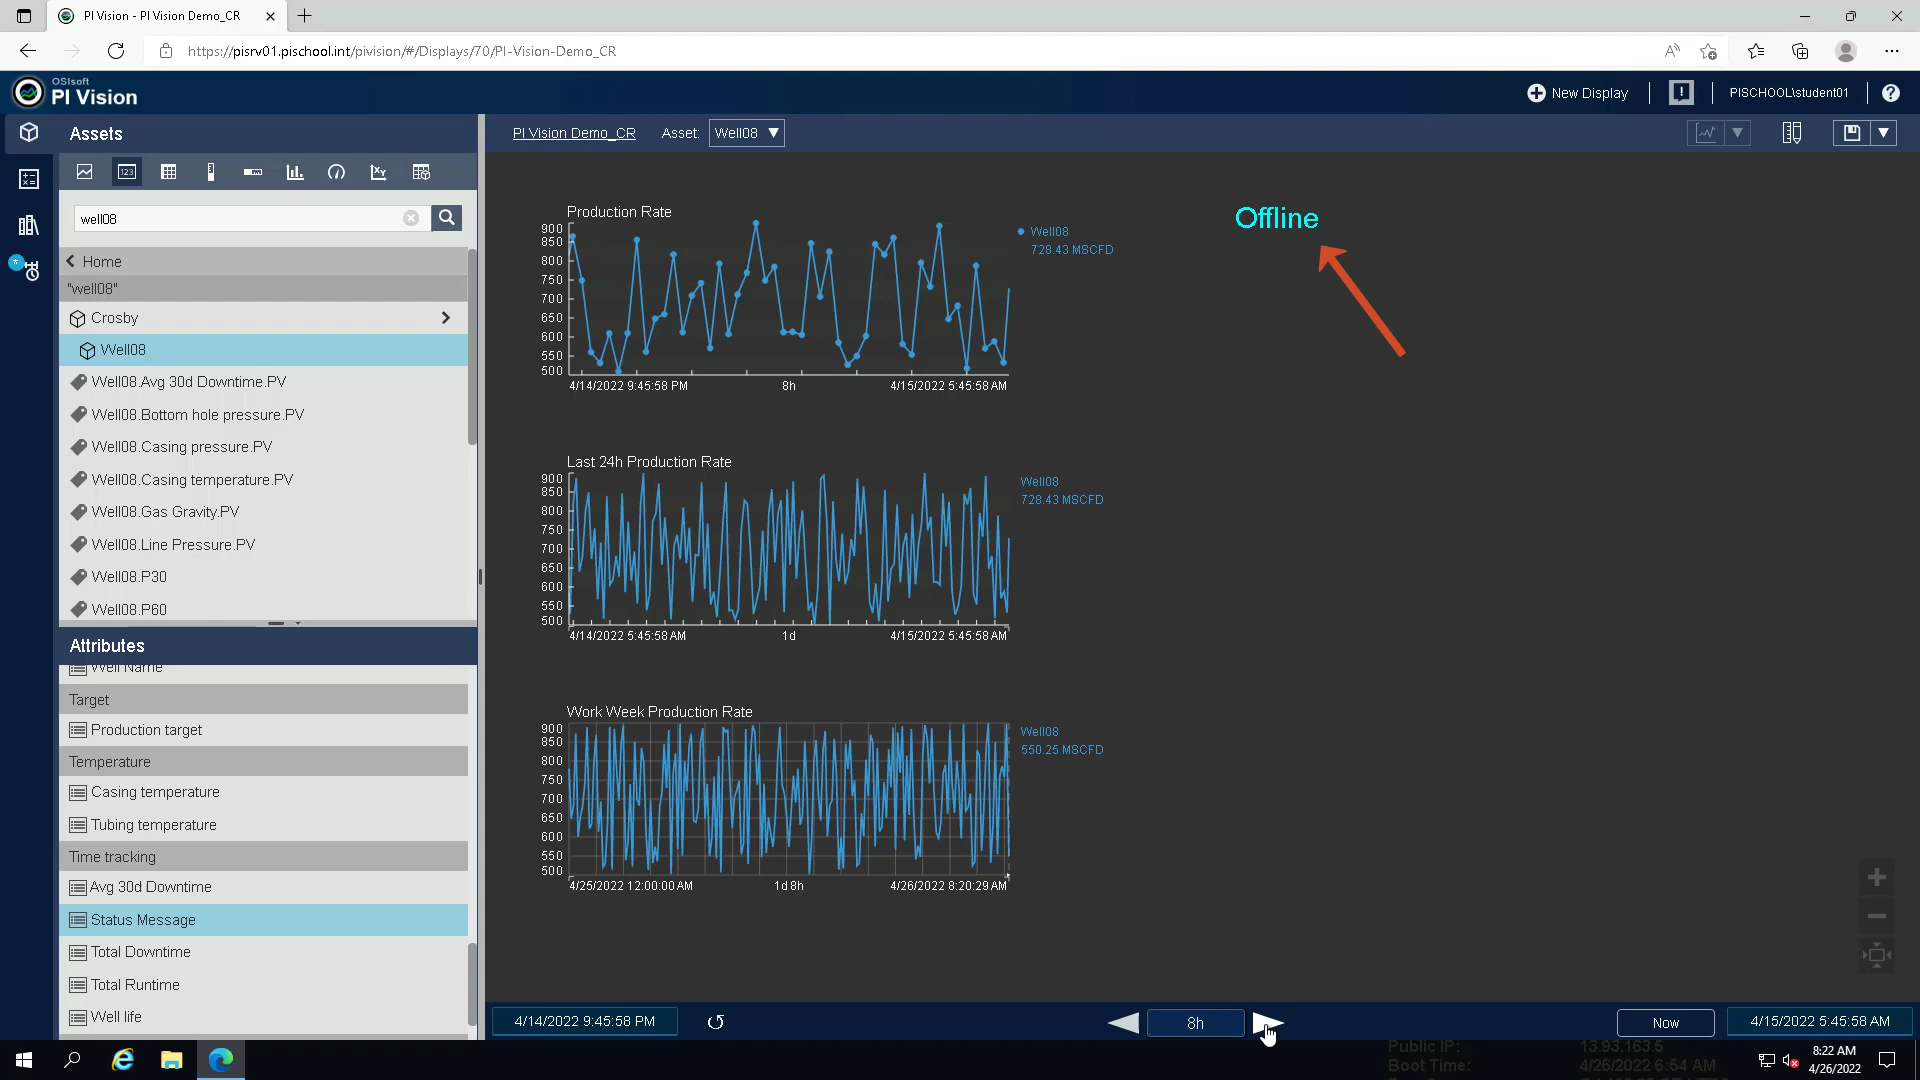 PI Vision - PI Vision Demo_CR
https://pisrv01.pischool.int/pivision/#/Displays/70/PI-Vision-Demo_CR
OSIsoft
PI Vision
New Display
PISCHOOL\student01
Assets
PI Vision Demo_CR
Asset:
Well08
well08
Home
"well08"
Crosby
Well08
Well08.Avg 30d Downtime.PV
Well08.Bottom hole pressure.PV
Well08.Casing pressure.PV
Well08.Casing temperature.PV
Well08.Gas Gravity.PV
Well08.Line Pressure.PV
Well08.P30
Well08.P60
Attributes
Well Name
Target
Production target
Temperature
Casing temperature
Tubing temperature
Time tracking
Avg 30d Downtime
Status Message
Total Downtime
Total Runtime
Well life
Production Rate
900
850
800
750
700
650
600
550
500
4/14/2022 9:45:58 PM
8h
4/15/2022 5:45:58 AM
Well08
728.43 MSCFD
Offline
Last 24h Production Rate
900
850
800
750
700
650
600
550
500
4/14/2022 5:45:58 AM
1d
4/15/2022 5:45:58 AM
Well08
728.43 MSCFD
Work Week Production Rate
900
850
800
750
700
650
600
550
500
4/25/2022 12:00:00 AM
1d 8h
4/26/2022 8:20:29 AM
Well08
550.25 MSCFD
4/14/2022 9:45:58 PM
8h
Now
4/15/2022 5:45:58 AM
Public IP:
13.93.163.5
Boot Time:
4/26/2022 6:54 AM
8:22 AM
4/26/2022